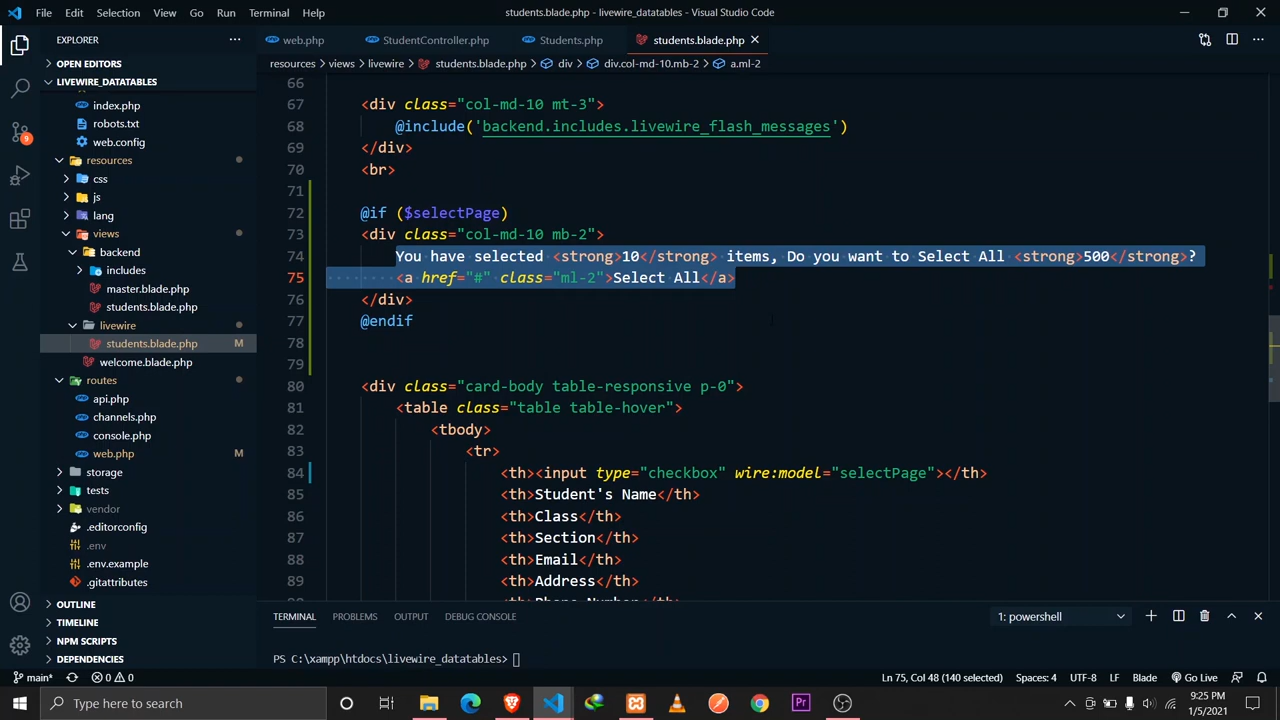 File Edit Selection View Go Run Terminal Help
students.blade.php - livewire_datatables - Visual Studio Code
EXPLORER
web.php StudentController.php Students.php students.blade.php
OPEN EDITORS
resources > views > livewire > students.blade.php > div > div.col-md-10.mb-2 > a.ml-2
LIVEWIRE_DATATABLES
index.php
robots.txt
web.config
resources
css
js
lang
views
backend
includes
master.blade.php
students.blade.php
livewire
students.blade.php M
welcome.blade.php
routes
api.php
channels.php
console.php
web.php M
storage
tests
vendor
.editorconfig
.env
.env.example
.gitattributes
OUTLINE
TIMELINE
NPM SCRIPTS
DEPENDENCIES
9
66
67 <div class="col-md-10 mt-3">
68 @include('backend.includes.livewire_flash_messages')
69 </div>
70 <br>
71
72 @if ($selectPage)
73 <div class="col-md-10 mb-2">
74 You have selected <strong>10</strong> items, Do you want to Select All <strong>500</strong>?
75 <a href="#" class="ml-2">Select All</a>
76 </div>
77 @endif
78
79
80 <div class="card-body table-responsive p-0">
81 <table class="table table-hover">
82 <tbody>
83 <tr>
84 <th><input type="checkbox" wire:model="selectPage"></th>
85 <th>Student's Name</th>
86 <th>Class</th>
87 <th>Section</th>
88 <th>Email</th>
89 <th>Address</th>
<th>Phone Number</th>
TERMINAL PROBLEMS OUTPUT DEBUG CONSOLE
1: powershell
PS C:\xampp\htdocs\livewire_datatables>
main* 0 0
Ln 75, Col 48 (140 selected) Spaces: 4 UTF-8 LF Blade Go Live
Type here to search
Pr
9:25 PM
1/5/2021